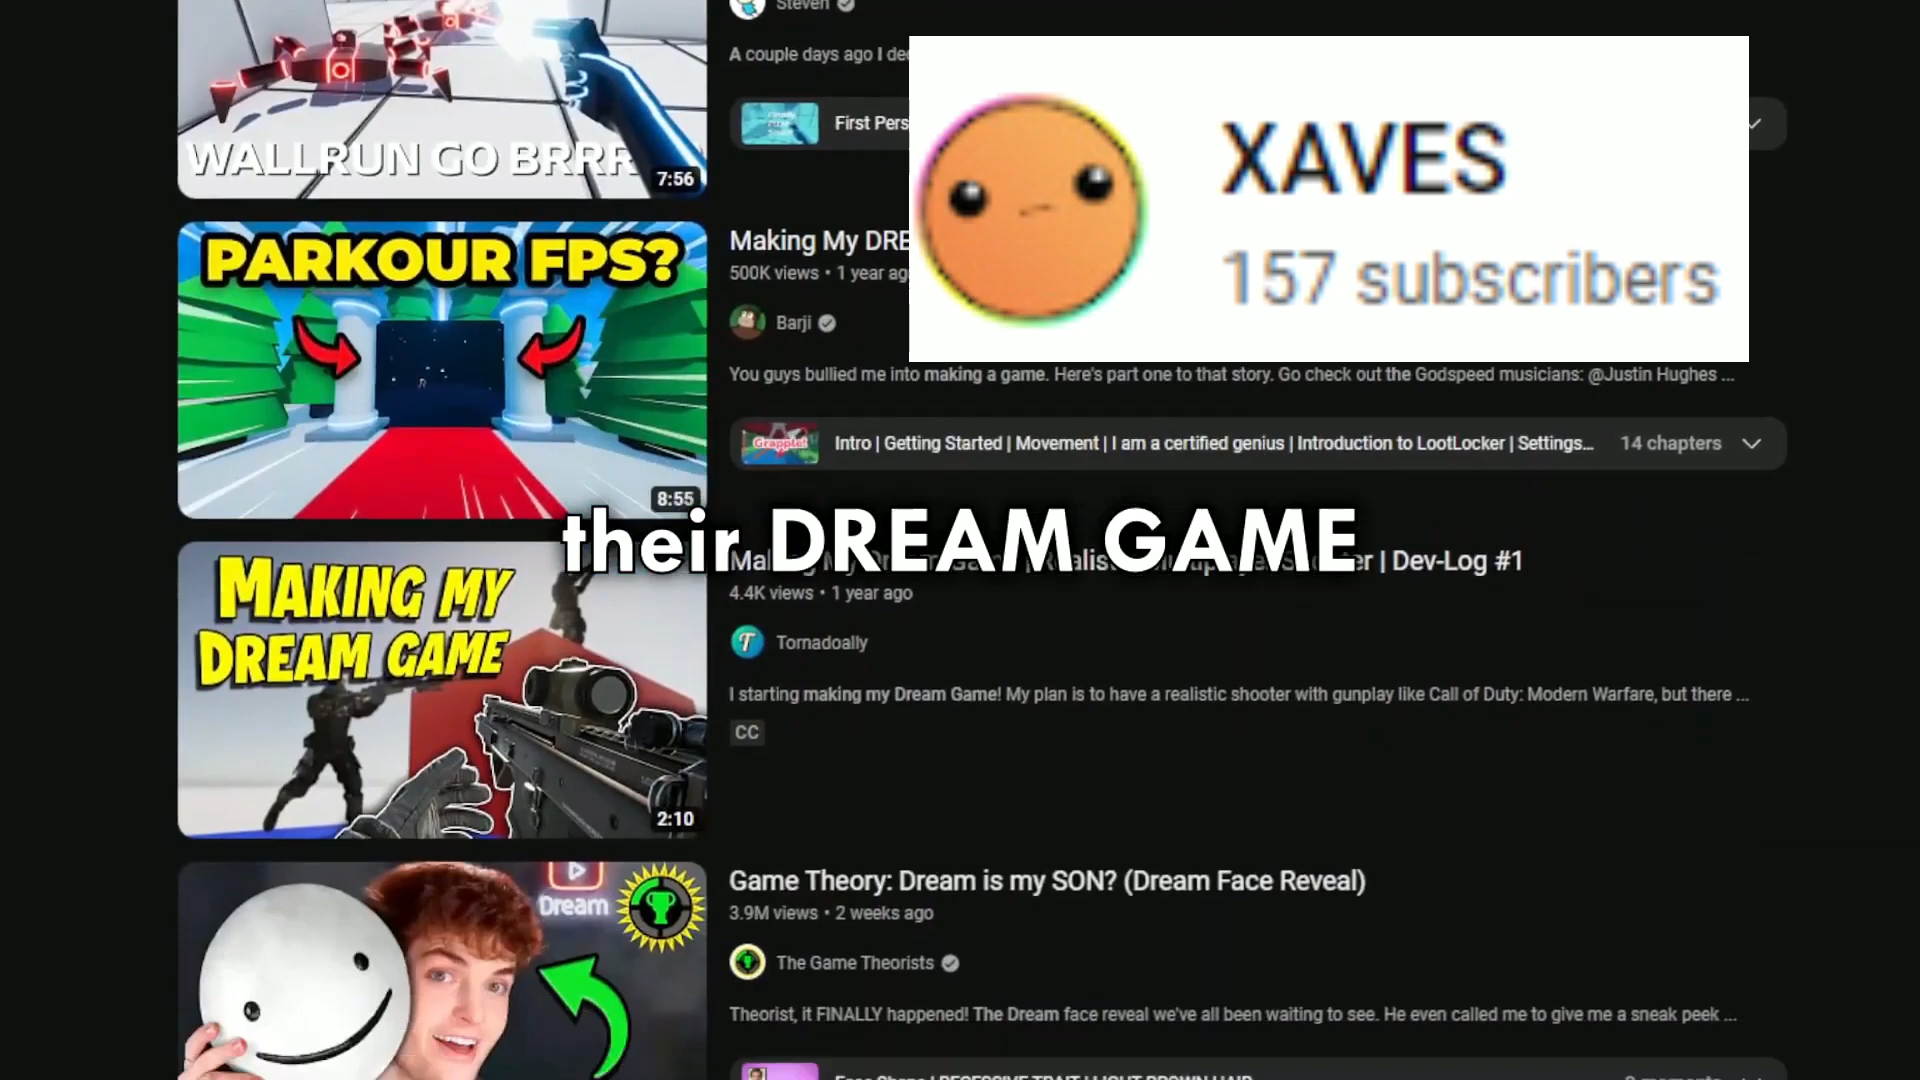 Steven
A couple days ago I
WALLRUN GO BRRR
7:56
First Pers
XAVES
157 subscribers
PARKOUR FPS?
8:55
Making My DRE
500K views • 1 year ag
Barji
You guys bullied me into making a game. Here's part one to that story. Go check out the Godspeed musicians: @Justin Hughes ...
Grapple!
Intro | Getting Started | Movement | I am a certified genius | Introduction to LootLocker | Settings...
14 chapters
their DREAM GAME
MAKING MY
DREAM GAME
2:10
r | Dev-Log #1
4.4K views • 1 year ago
T
Tornadoally
I starting making my Dream Game! My plan is to have a realistic shooter with gunplay like Call of Duty: Modern Warfare, but there ...
CC
Dream
Game Theory: Dream is my SON? (Dream Face Reveal)
3.9M views • 2 weeks ago
The Game Theorists
Theorist, it FINALLY happened! The Dream face reveal we've all been waiting to see. He even called me to give me a sneak peek ...